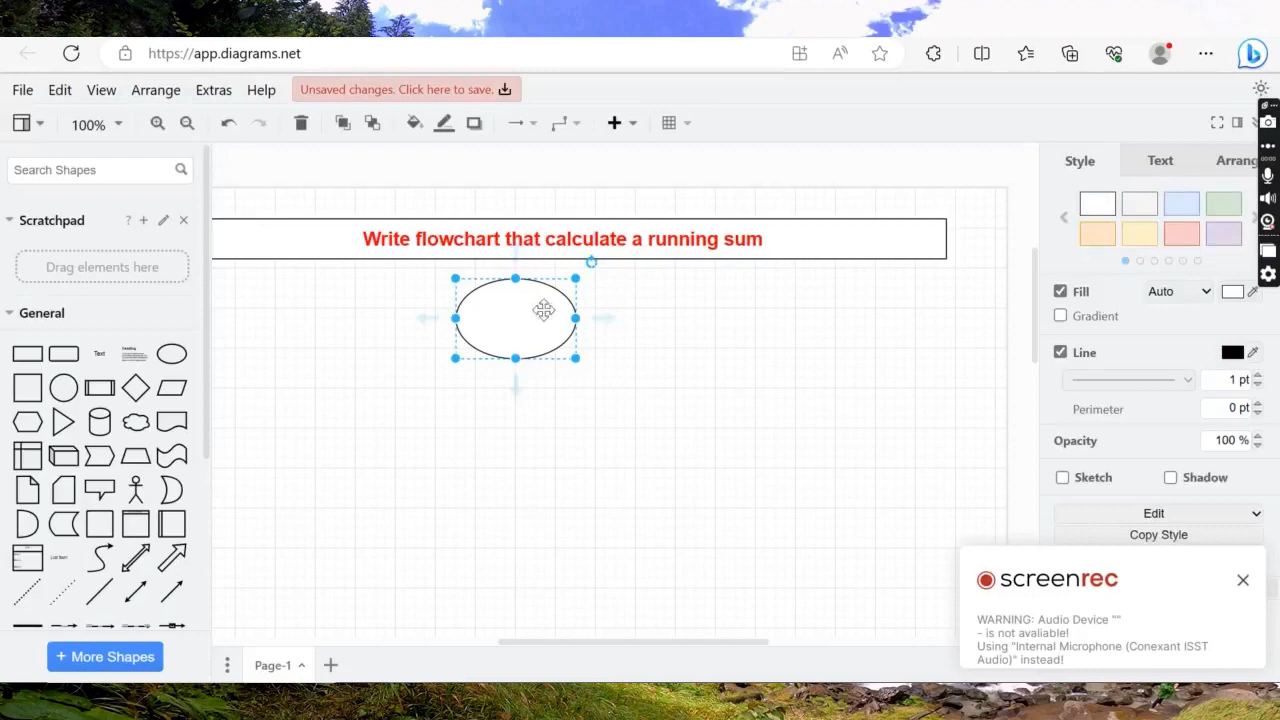 https://app.diagrams.net
File Edit View Arrange Extras Help Unsaved changes. Click here to save.
100%
Search Shapes
Style Text Arrang
Scratchpad ?
Write flowchart that calculate a running sum
Drag elements here
Fill Auto
General
Gradient
Text
Line
1 pt
Perimeter 0 pt
Opacity 100 %
Sketch Shadow
Edit
Copy Style
screenrec
WARNING: Audio Device ""
- is not avaliable!
Using "Internal Microphone (Conexant ISST
Audio)" instead!
+ More Shapes
Page-1